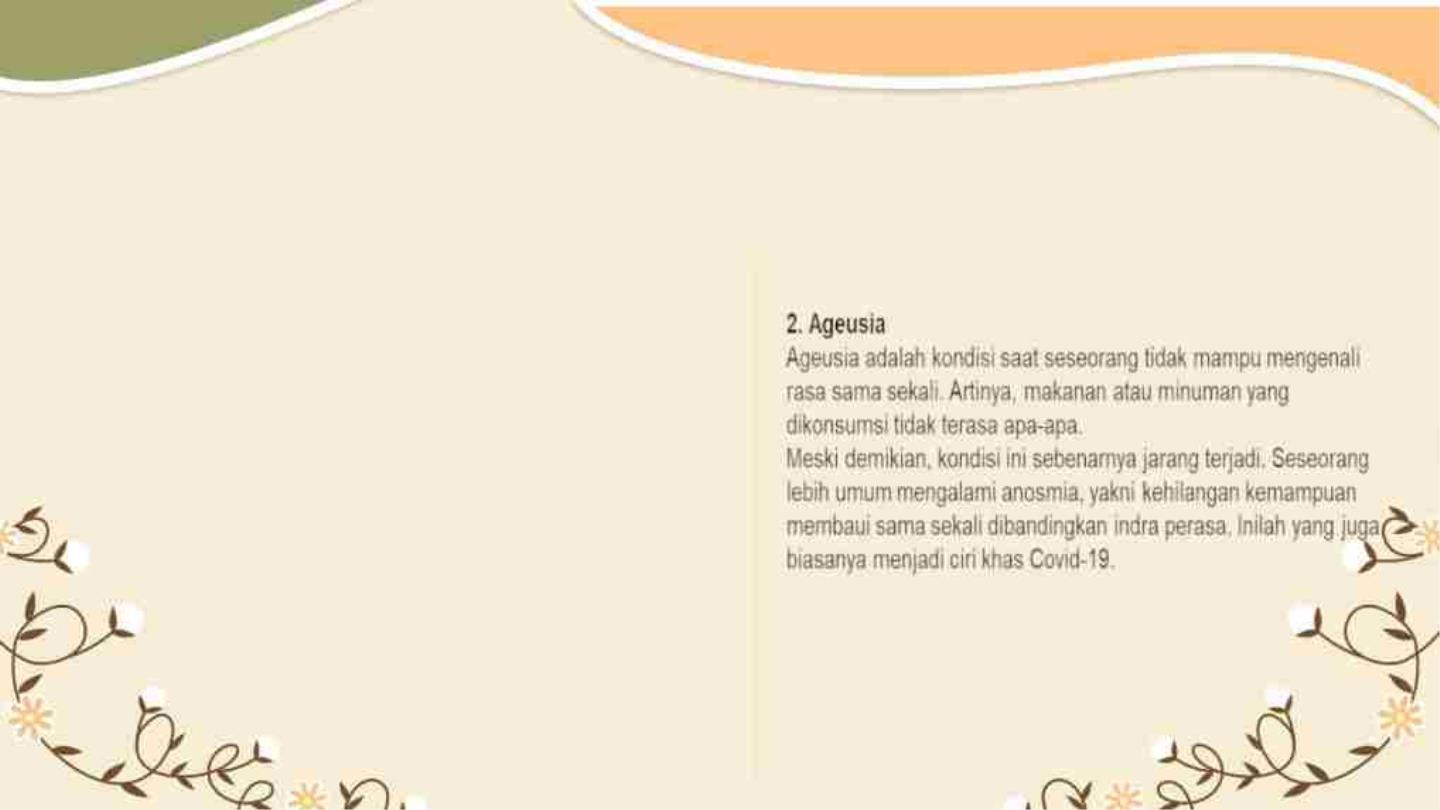 2. Ageusia
Ageusia adalah kondisi saat seseorang tidak mampu mengenali
rasa sama sekali. Artinya, makanan atau minuman yang
dikonsumsi tidak terasa apa-apa.
Meski demikian, kondisi ini sebenarnya jarang terjadi. Seseorang
lebih umum mengalami anosmia, yakni kehilangan kemampuan
membaui sama sekali dibandingkan indra perasa. Inilah yang juga
biasanya menjadi ciri khas Covid-19.